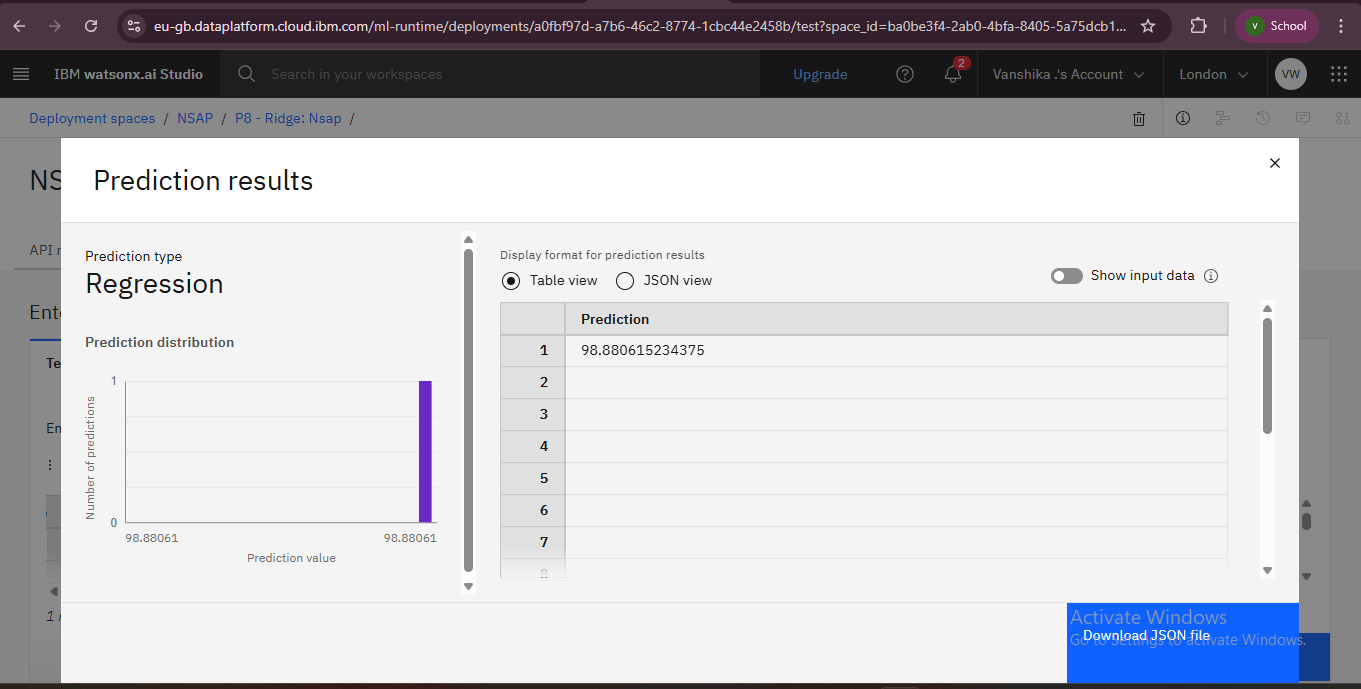 eu-gb.dataplatform.cloud.ibm.com/ml-runtime/deployments/a0fbf97d-a7b6-46c2-8774-1cbc44e2458b/test?space_id=ba0be3f4-2ab0-4bfa-8405-5a75dcb1...
V School
IBM watsonx.ai Studio
Search in your workspaces
Upgrade
2
Vanshika .'s Account
London
VW
Deployment spaces / NSAP / P8 - Ridge: Nsap /
NS
Prediction results
API r
Prediction type
Regression
Display format for prediction results
Table view
JSON view
Show input data
Ente
Prediction distribution
Te
En
1
0
Number of predictions
98.88061
98.88061
Prediction value
Prediction
1 98.880615234375
2
3
4
5
6
7
8
1 /
Download JSON file
Activate Windows
Go to Settings to activate Windows.